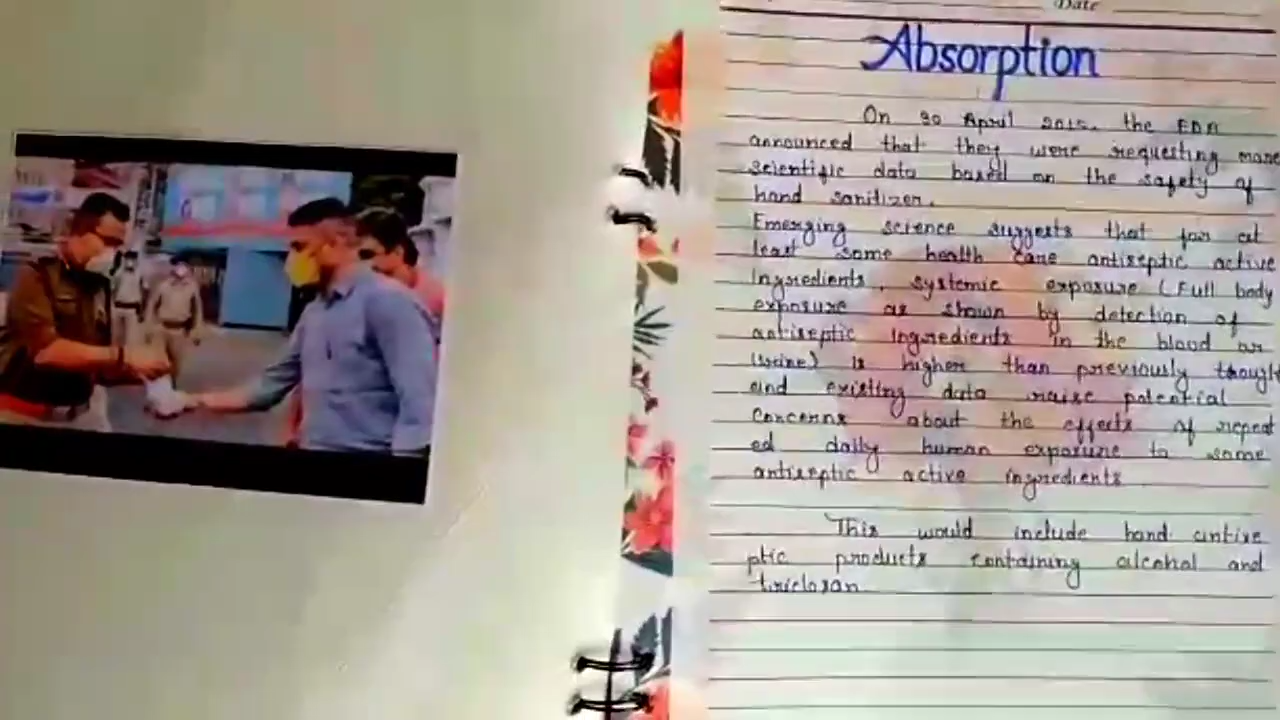 Date
Absorption
On 30 April 2015, the FDA
announced that they were requesting more
scientific data based on the safety of
hand sanitizer.
Emerging science suggests that for at
least some health care antiseptic active
ingredients, systemic exposure (Full body
exposure as shown by detection of
antiseptic ingredients in the blood or
urine) is higher than previously thought
and existing data raise potential
concerns about the effects of repeat
ed daily human exposure to some
antiseptic active ingredients
This would include hand antise
ptic products containing alcohol and
triclosan